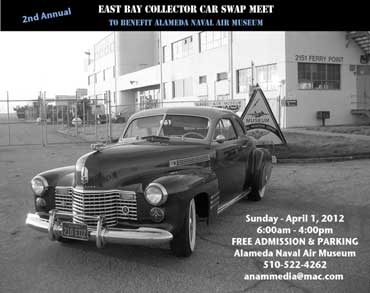 2nd Annual
EAST BAY COLLECTOR CAR SWAP MEET
TO BENEFIT ALAMEDA NAVAL AIR MUSEUM
2151 FERRY POINT
MUSEUM
Sunday - April 1, 2012
6:00am - 4:00pm
FREE ADMISSION & PARKING
Alameda Naval Air Museum
510-522-4262
anammedia@mac.com